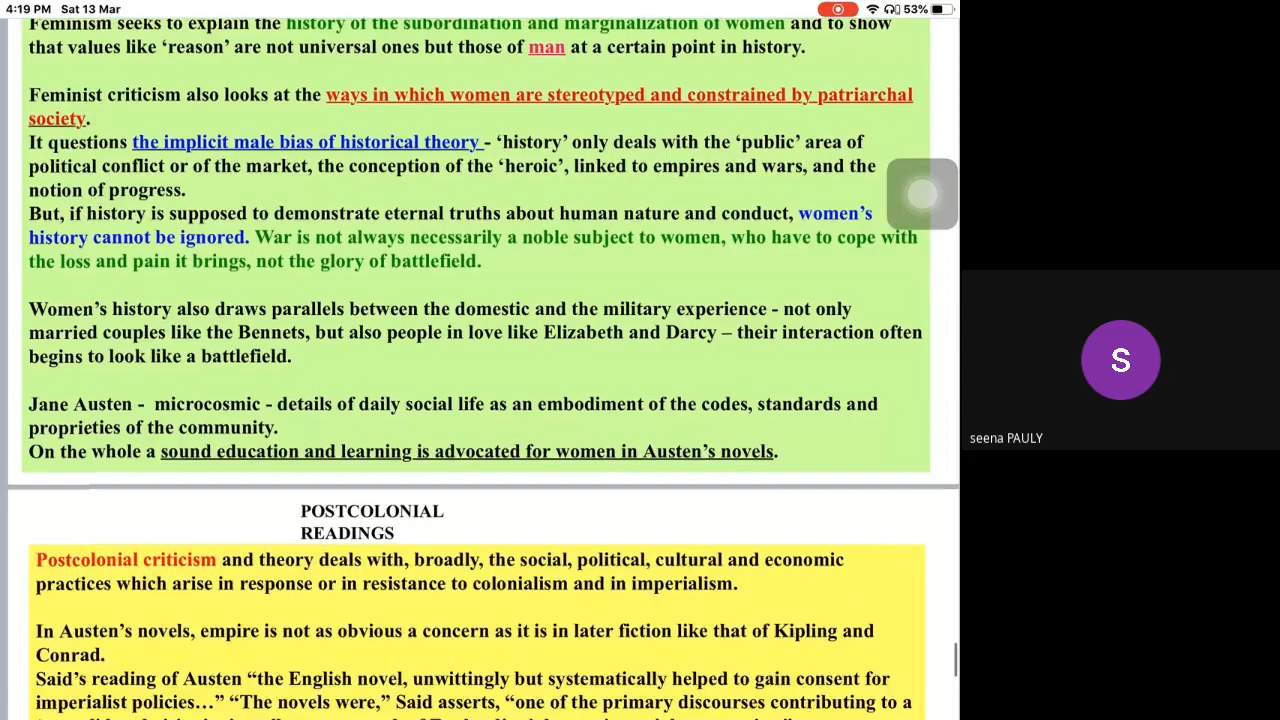 4:19 PM Sat 13 Mar
53%
Feminism seeks to explain the history of the subordination and marginalization of women and to show
that values like ‘reason’ are not universal ones but those of man at a certain point in history.
Feminist criticism also looks at the ways in which women are stereotyped and constrained by patriarchal
society.
It questions the implicit male bias of historical theory - ‘history’ only deals with the ‘public’ area of
political conflict or of the market, the conception of the ‘heroic’, linked to empires and wars, and the
notion of progress.
But, if history is supposed to demonstrate eternal truths about human nature and conduct, women’s
history cannot be ignored. War is not always necessarily a noble subject to women, who have to cope with
the loss and pain it brings, not the glory of battlefield.
Women’s history also draws parallels between the domestic and the military experience - not only
married couples like the Bennets, but also people in love like Elizabeth and Darcy – their interaction often
begins to look like a battlefield.
Jane Austen - microcosmic - details of daily social life as an embodiment of the codes, standards and
proprieties of the community.
On the whole a sound education and learning is advocated for women in Austen’s novels.
POSTCOLONIAL
READINGS
Postcolonial criticism and theory deals with, broadly, the social, political, cultural and economic
practices which arise in response or in resistance to colonialism and in imperialism.
In Austen’s novels, empire is not as obvious a concern as it is in later fiction like that of Kipling and
Conrad.
Said’s reading of Austen “the English novel, unwittingly but systematically helped to gain consent for
imperialist policies…” “The novels were,” Said asserts, “one of the primary discourses contributing to a
S
seena PAULY